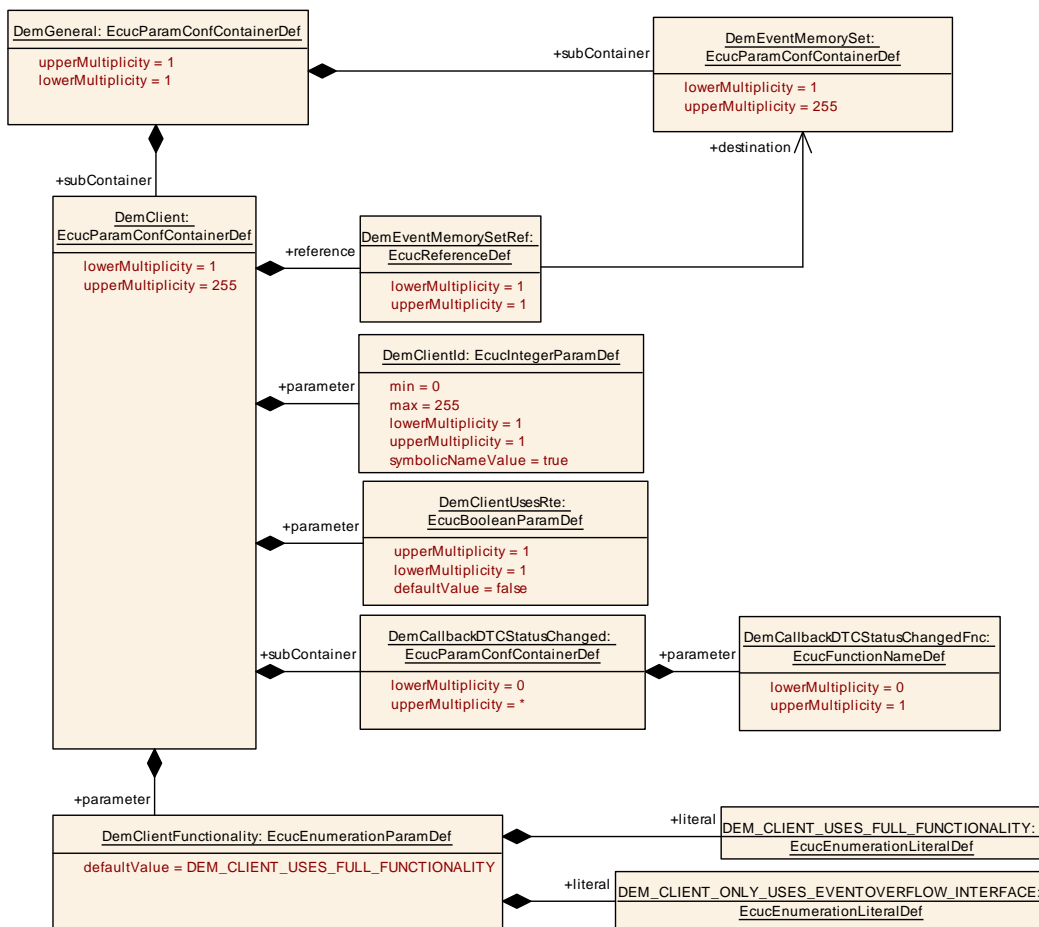 DemGeneral: EcucParamConfContainerDef
upperMultiplicity = 1
lowerMultiplicity = 1
+subContainer
DemEventMemorySet:
EcucParamConfContainerDef
lowerMultiplicity = 1
upperMultiplicity = 255
+destination
+subContainer
DemClient:
EcucParamConfContainerDef
lowerMultiplicity = 1
upperMultiplicity = 255
+reference
DemEventMemorySetRef:
EcucReferenceDef
lowerMultiplicity = 1
upperMultiplicity = 1
+parameter
DemClientId: EcucIntegerParamDef
min = 0
max = 255
lowerMultiplicity = 1
upperMultiplicity = 1
symbolicNameValue = true
+parameter
DemClientUsesRte:
EcucBooleanParamDef
upperMultiplicity = 1
lowerMultiplicity = 1
defaultValue = false
+subContainer
DemCallbackDTCStatusChanged:
EcucParamConfContainerDef
lowerMultiplicity = 0
upperMultiplicity = *
+parameter
DemCallbackDTCStatusChangedFnc:
EcucFunctionNameDef
lowerMultiplicity = 0
upperMultiplicity = 1
+parameter
DemClientFunctionality: EcucEnumerationParamDef
defaultValue = DEM_CLIENT_USES_FULL_FUNCTIONALITY
+literal
DEM_CLIENT_USES_FULL_FUNCTIONALITY:
EcucEnumerationLiteralDef
+literal
DEM_CLIENT_ONLY_USES_EVENTOVERFLOW_INTERFACE:
EcucEnumerationLiteralDef